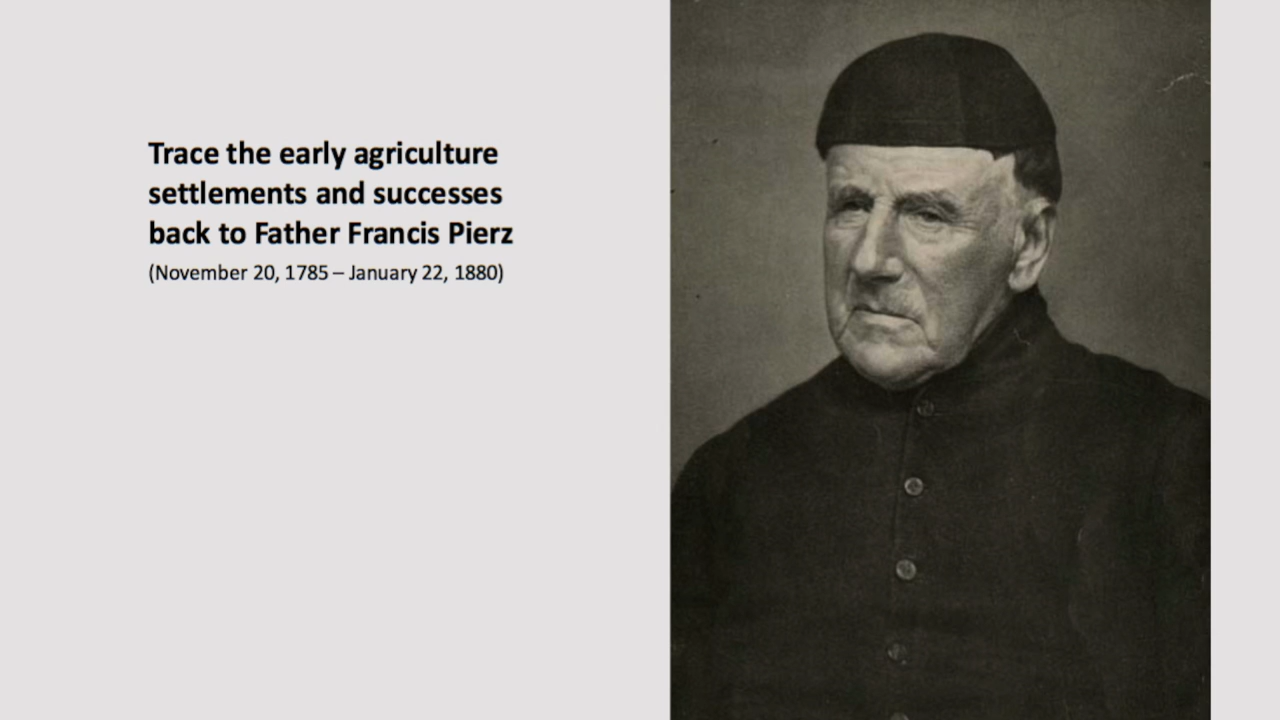 Trace the early agriculture
settlements and successes
back to Father Francis Pierz
(November 20, 1785 – January 22, 1880)